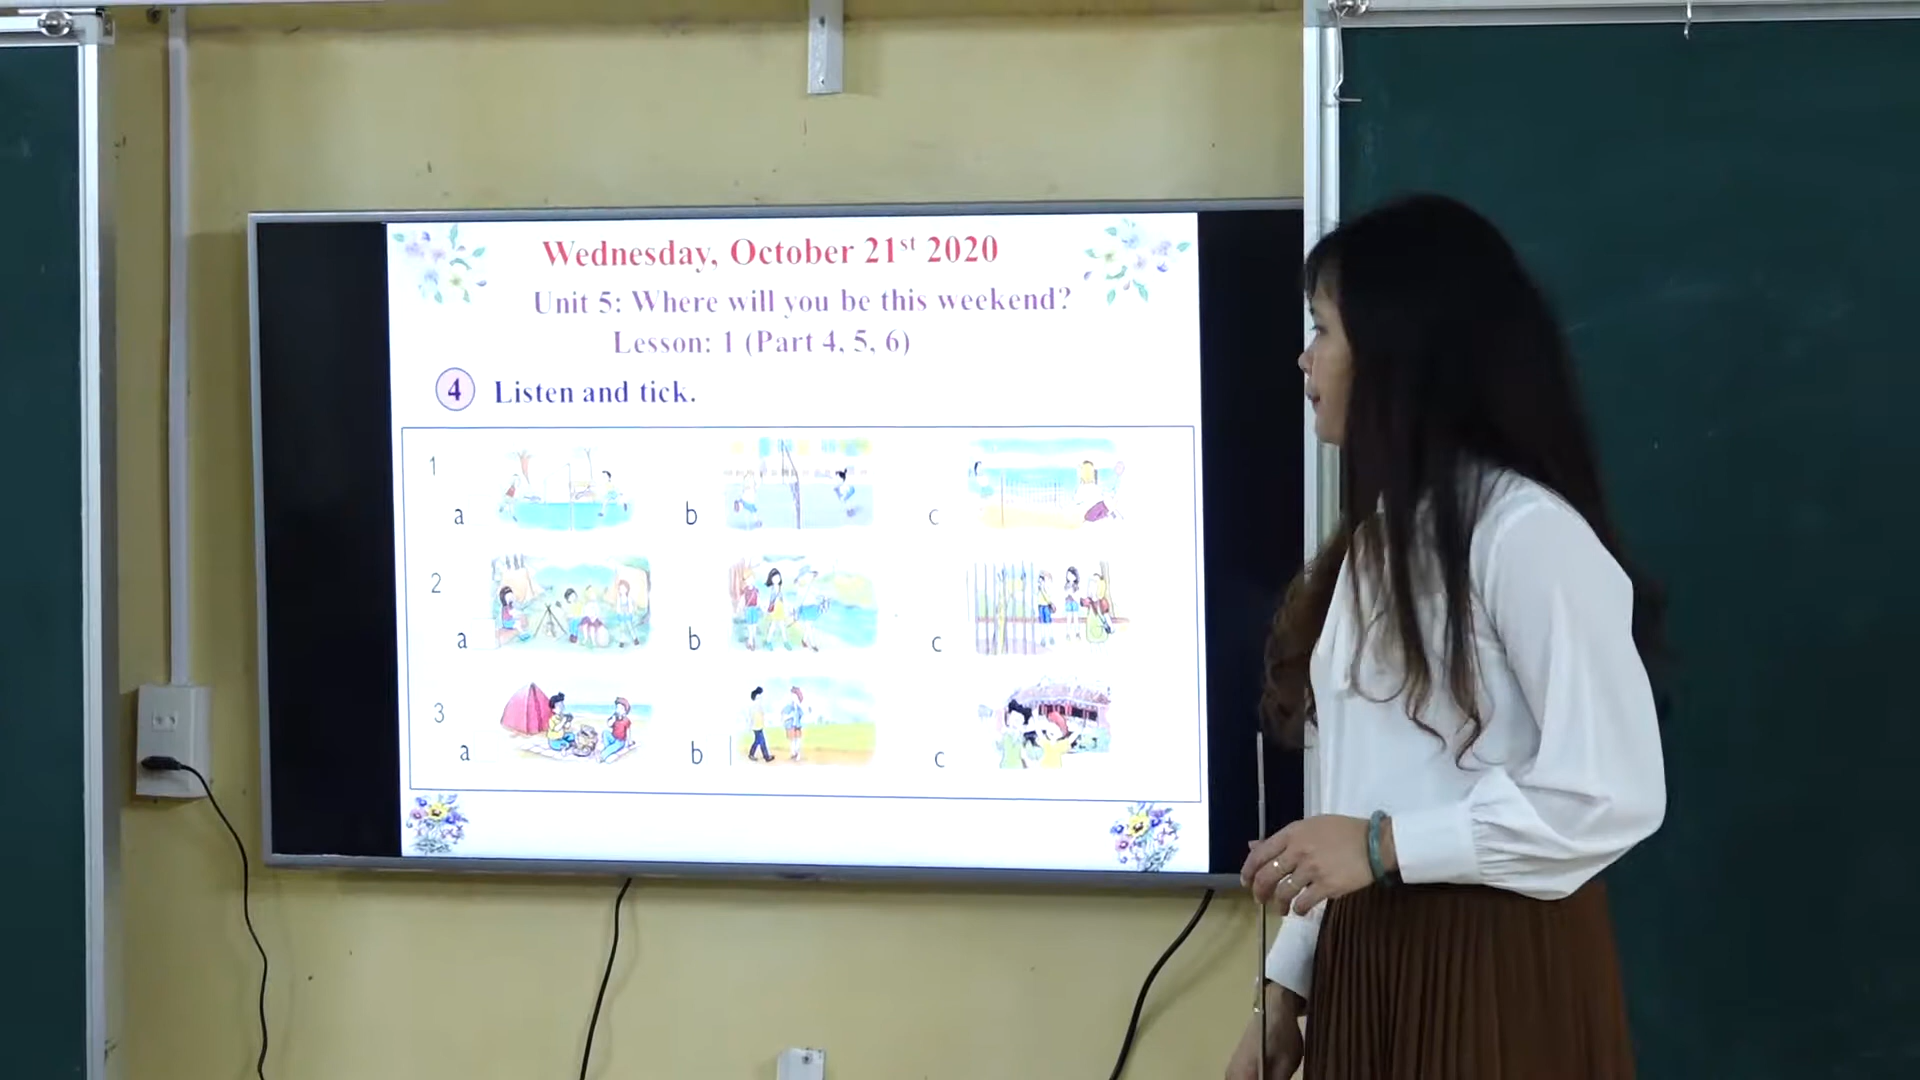 Wednesday, October 21st 2020
Unit 5: Where will you be this weekend?
Lesson: 1 (Part 4, 5, 6)
4 Listen and tick.
1
a b c
2
a b c
3
a b c